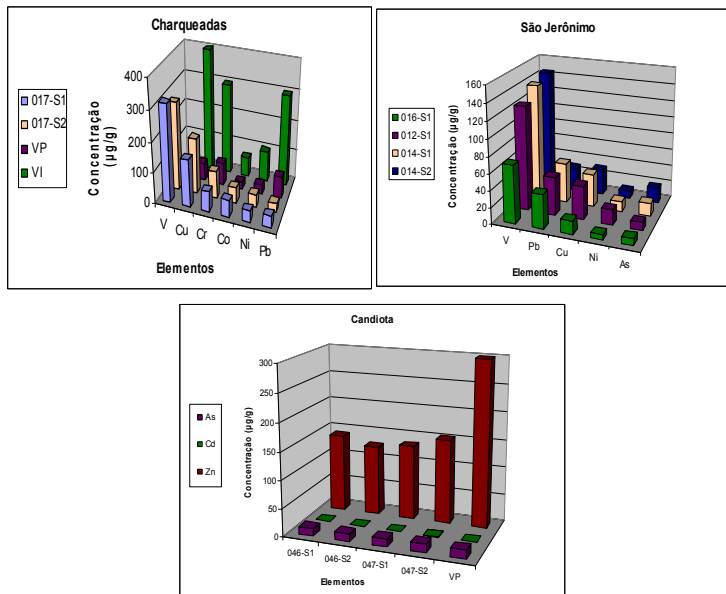 Charqueadas
400
300
200
100
0
Concentração
(µg/g)
V
Cu
Cr
Co
Ni
Pb
Elementos
017-S1
017-S2
VP
VI
São Jerônimo
160
140
120
100
80
60
40
20
0
Concentração (µg/g)
V
Pb
Cu
Ni
As
Elementos
016-S1
012-S1
014-S1
014-S2
Candiota
300
250
200
150
100
50
0
Concentração (µg/g)
046-S1
046-S2
047-S1
047-S2
VP
Elementos
As
Cd
Zn